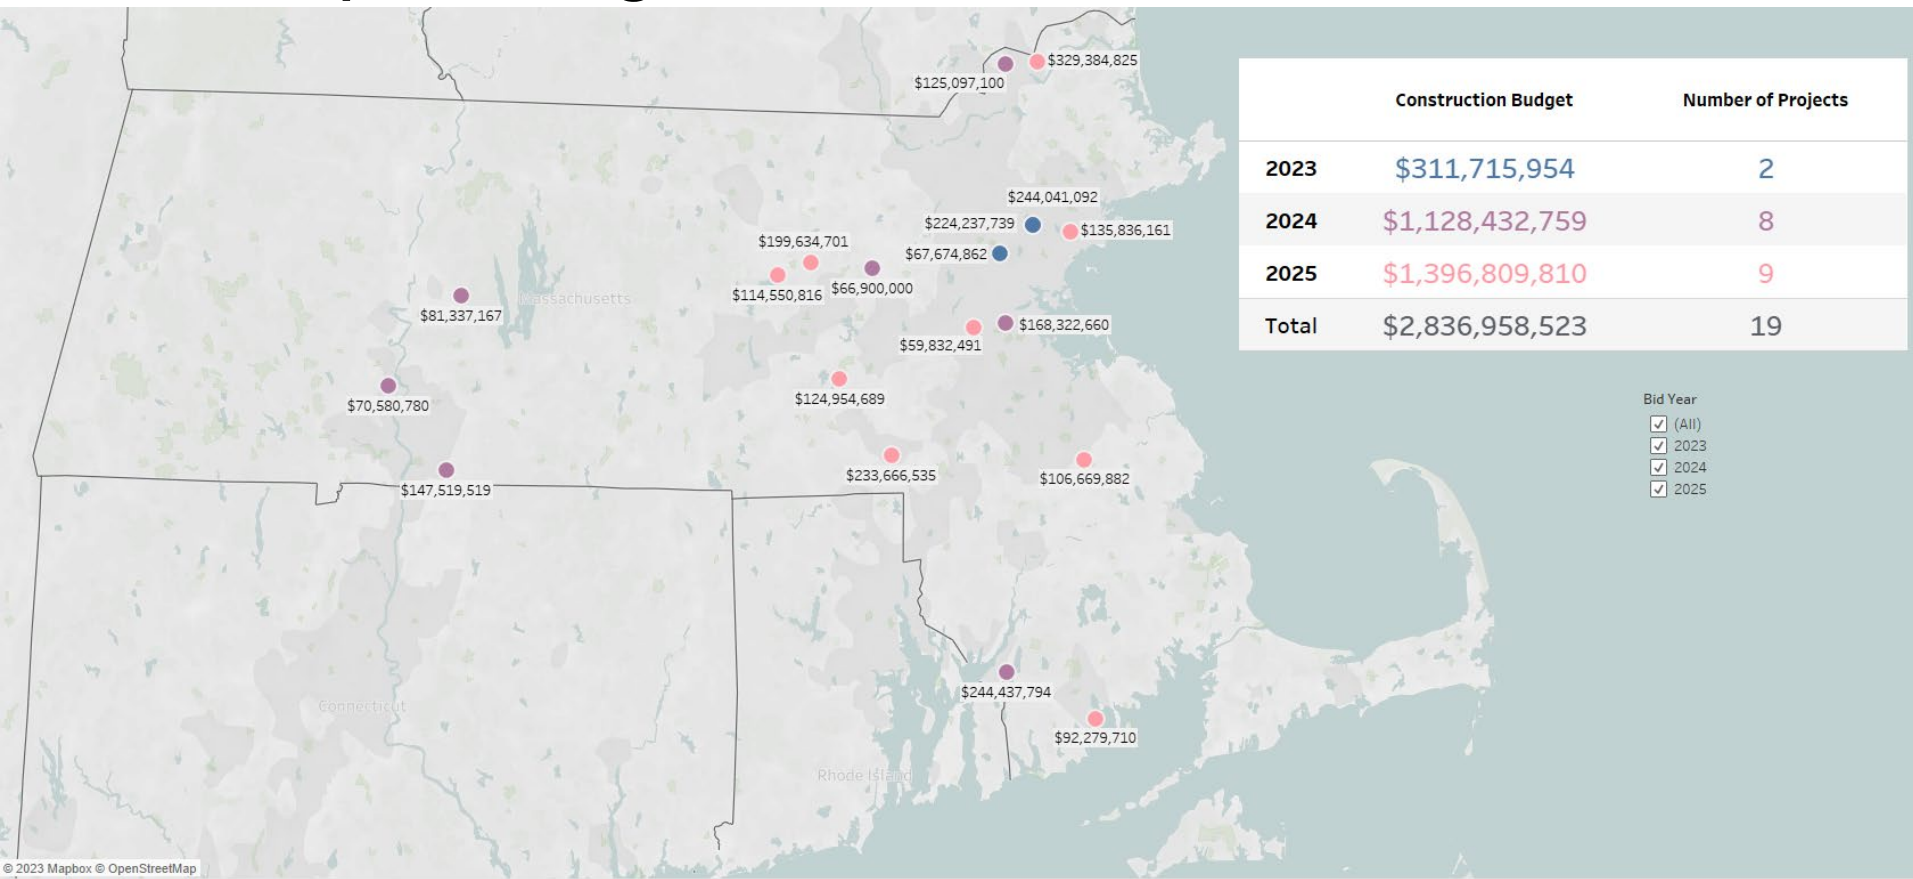 $329,384,825
$125,097,100
$244,041,092
$224,237,739
$135,836,161
$199,634,701
$67,674,862
$114,550,816
$66,900,000
Massachusetts
$81,337,167
$168,322,660
$59,832,491
$70,580,780
$124,954,689
$233,666,535
$106,669,882
$147,519,519
$244,437,794
Connecticut
$92,279,710
Rhode Island
Construction Budget Number of Projects
2023 $311,715,954 2
2024 $1,128,432,759 8
2025 $1,396,809,810 9
Total $2,836,958,523 19
Bid Year
(All)
2023
2024
2025
© 2023 Mapbox © OpenStreetMap